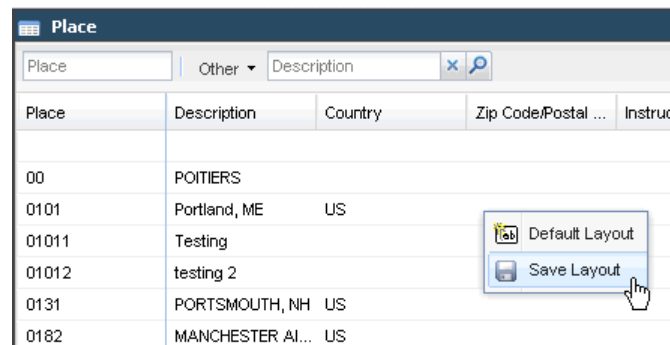 Place
Place Other Description
Place Description Country Zip Code/Postal ... Instruc
00 POITIERS
0101 Portland, ME US
01011 Testing
Default Layout
01012 testing 2
Save Layout
0131 PORTSMOUTH, NH US
0182 MANCHESTER AI... US